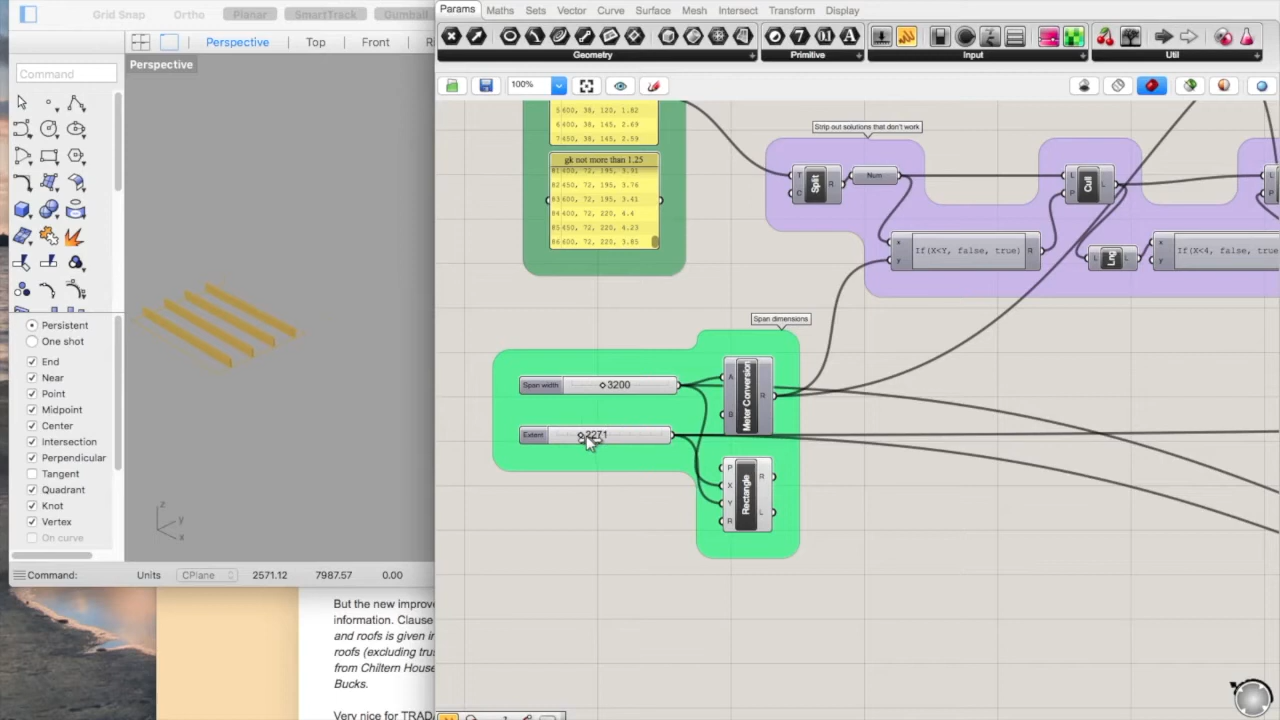 Grid Snap Ortho Planar SmartTrack Gumball
Perspective Top Front
Perspective
Command
Persistent
One shot
End
Near
Point
Midpoint
Center
Intersection
Perpendicular
Tangent
Quadrant
Knot
Vertex
On curve
Command:
Units CPlane 2571.12 7987.57 0.00
But the new improve
information. Clause
and roofs is given in
roofs (excluding trus
from Chiltern House
Bucks.
Very nice for TRAD
Params Maths Sets Vector Curve Surface Mesh Intersect Transform Display
Geometry Primitive Input Util
100%
5 600, 38, 120, 1.82
6 400, 38, 145, 2.69
7 450, 38, 145, 2.59
gk not more than 1.25
81 400, 72, 195, 3.91
82 450, 72, 195, 3.76
83 600, 72, 195, 3.41
84 400, 72, 220, 4.4
85 450, 72, 220, 4.23
86 600, 72, 220, 3.85
Strip out solutions that don't work
T
C
Split
R
Num
L
P
Cull
L
L
x
y
If(X<Y, false, true)
R
L
Lng
L
x
y
If(X<4, false, true)
Span dimensions
Span width 3200
Extent 2271
A
B
Meter Conversion
R
P
X
Y
R
Rectangle
R
L